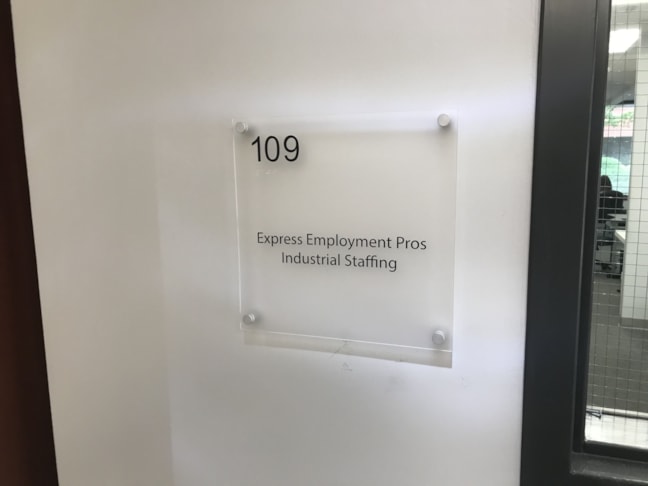 109
Express Employment Pros
Industrial Staffing